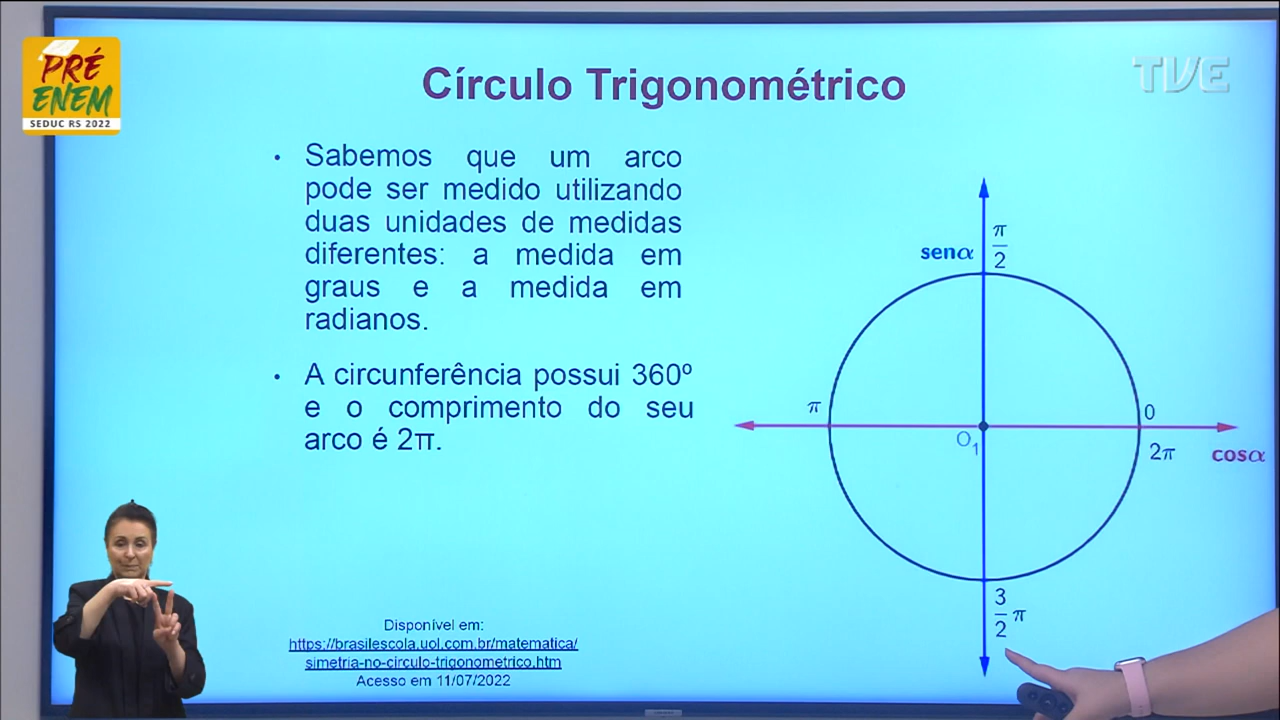 PRÉ
ENEM
SEDUC RS 2022
TVE
Círculo Trigonométrico
• Sabemos que um arco
pode ser medido utilizando
duas unidades de medidas
diferentes: a medida em
graus e a medida em
radianos.
• A circunferência possui 360º
e o comprimento do seu
arco é 2π.
senα
π/2
π
0
2π
cosα
O₁
3/2 π
Disponível em:
https://brasilescola.uol.com.br/matematica/
simetria-no-circulo-trigonometrico.htm
Acesso em 11/07/2022